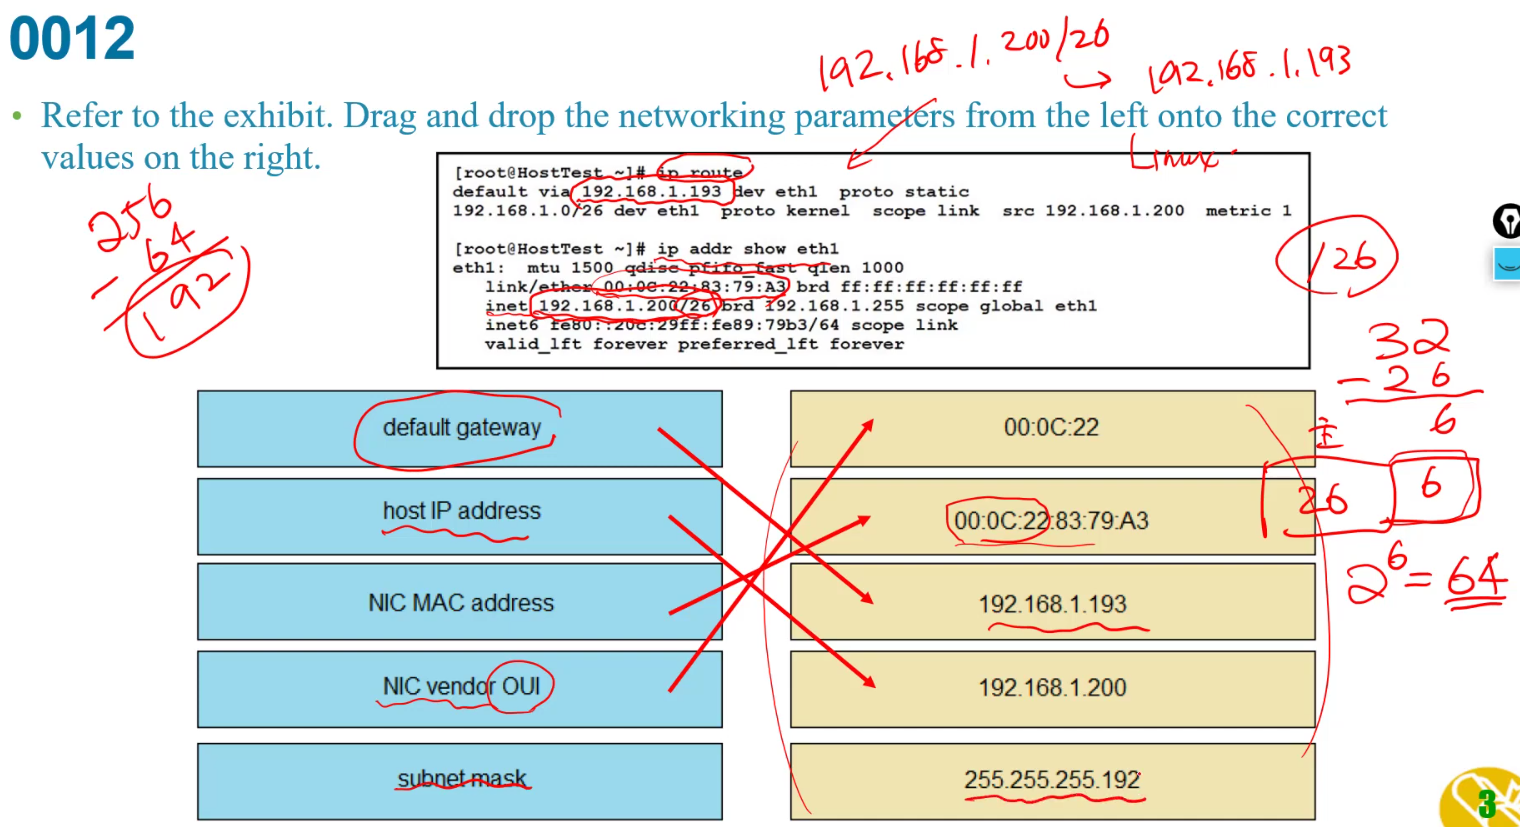 0012
192.168.1.200/26
192.168.1.193
• Refer to the exhibit. Drag and drop the networking parameters from the left onto the correct
values on the right.
Linux
[root@HostTest ~]# ip route
default via 192.168.1.193 dev eth1 proto static
192.168.1.0/26 dev eth1 proto kernel scope link src 192.168.1.200 metric 1
[root@HostTest ~]# ip addr show eth1
eth1: mtu 1500 qdisc pfifo_fast qlen 1000
link/ether 00:0C:22:83:79:A3 brd ff:ff:ff:ff:ff:ff
inet 192.168.1.200/26 brd 192.168.1.255 scope global eth1
inet6 fe80::20c:29ff:fe89:79b3/64 scope link
valid_lft forever preferred_lft forever
256
- 64
192
/26
32
- 26
6
主
26 6
2^6 = 64
default gateway
host IP address
NIC MAC address
NIC vendor OUI
subnet mask
00:0C:22
00:0C:22:83:79:A3
192.168.1.193
192.168.1.200
255.255.255.192
3